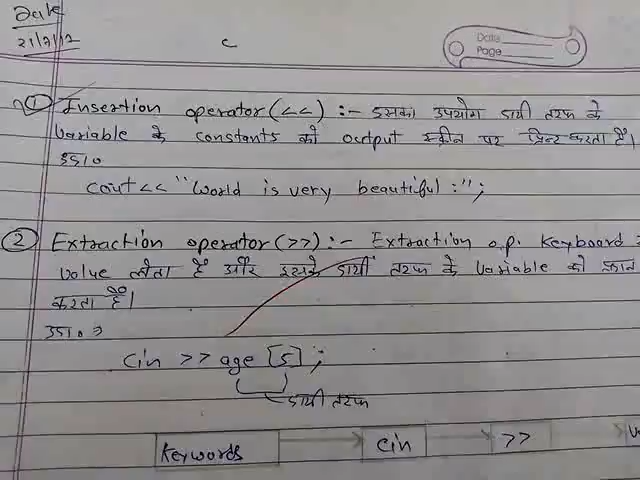 Date
21/7/12
C
Date
Page
① Insertion operator (<<) :- इसका उपयोग दायी तरफ के
variable के constants को output स्क्रीन पर प्रिन्ट करता है।
उदा०
cout << "World is very beautiful :";
② Extraction operator (>>) :- Extraction o.p. Keyboard
value लेता है और इसके दायीं तरफ के variable को
करता है।
उदा०
cin >> age [5] ;
दायी तरफ
Keywords cin >>